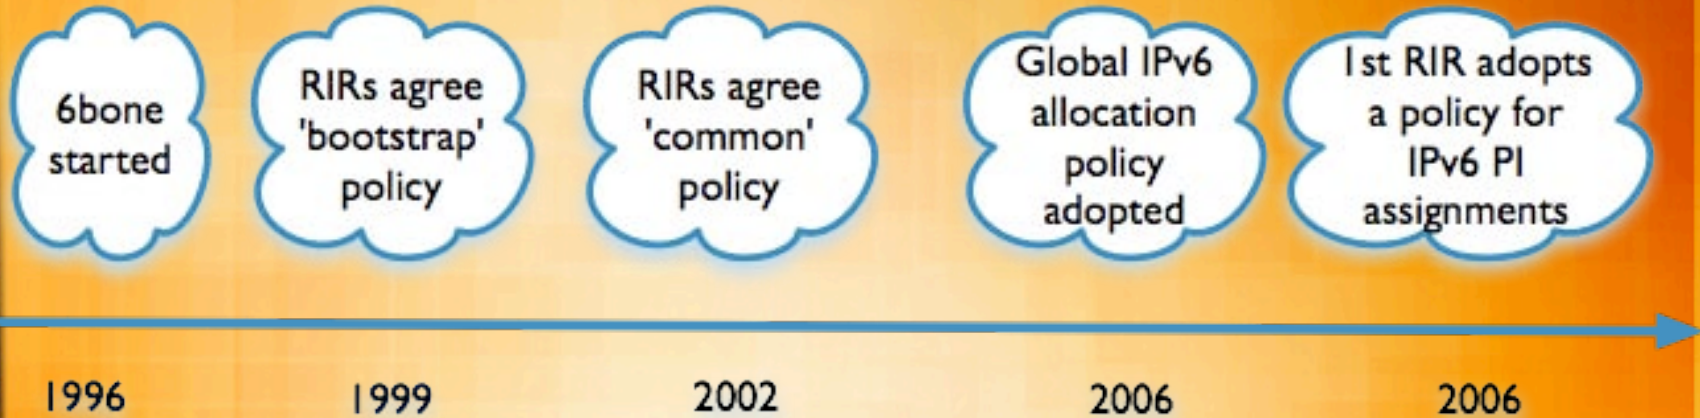 6bone
started
RIRs agree
'bootstrap'
policy
RIRs agree
'common'
policy
Global IPv6
allocation
policy
adopted
1st RIR adopts
a policy for
IPv6 PI
assignments
1996
1999
2002
2006
2006